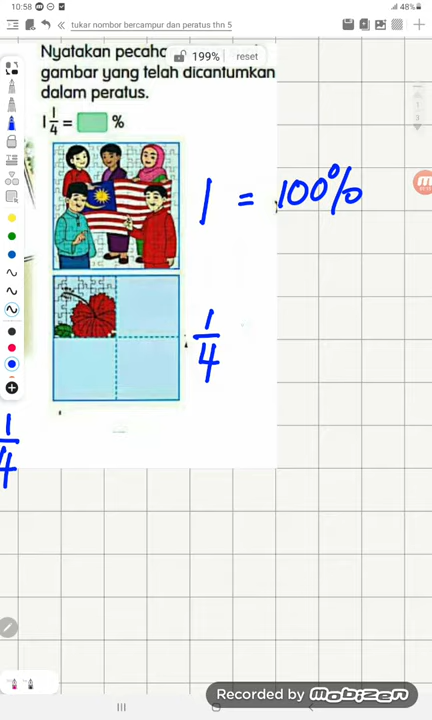 10:58
48%
tukar nombor bercampur dan peratus thn 5
Nyatakan
199% reset
gambar yang telah dicantumkan
dalam peratus.
1 1/4 = %
1 = 100%
1/4
1/4
Recorded by mobizen